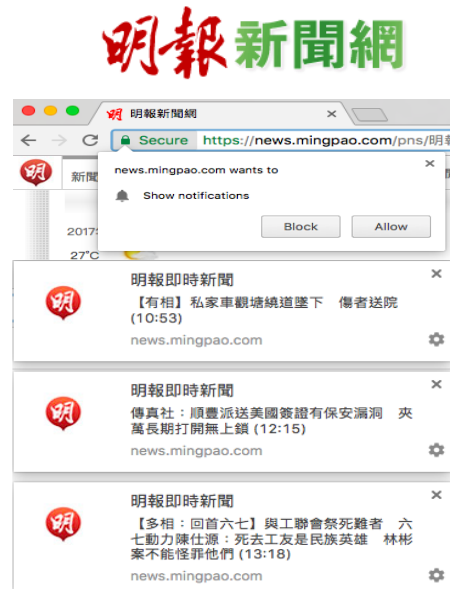 明報新聞網
明報新聞網
Secure https://news.mingpao.com/pns/明
新聞
news.mingpao.com wants to
Show notifications
Block Allow
2017
27°C
明報即時新聞
【有相】私家車觀塘繞道墜下 傷者送院
(10:53)
news.mingpao.com
明報即時新聞
傳真社：順豐派送美國簽證有保安漏洞 夾
萬長期打開無上鎖 (12:15)
news.mingpao.com
明報即時新聞
【多相：回首六七】與工聯會祭死難者 六
七動力陳仕源：死去工友是民族英雄 林彬
案不能怪罪他們 (13:18)
news.mingpao.com